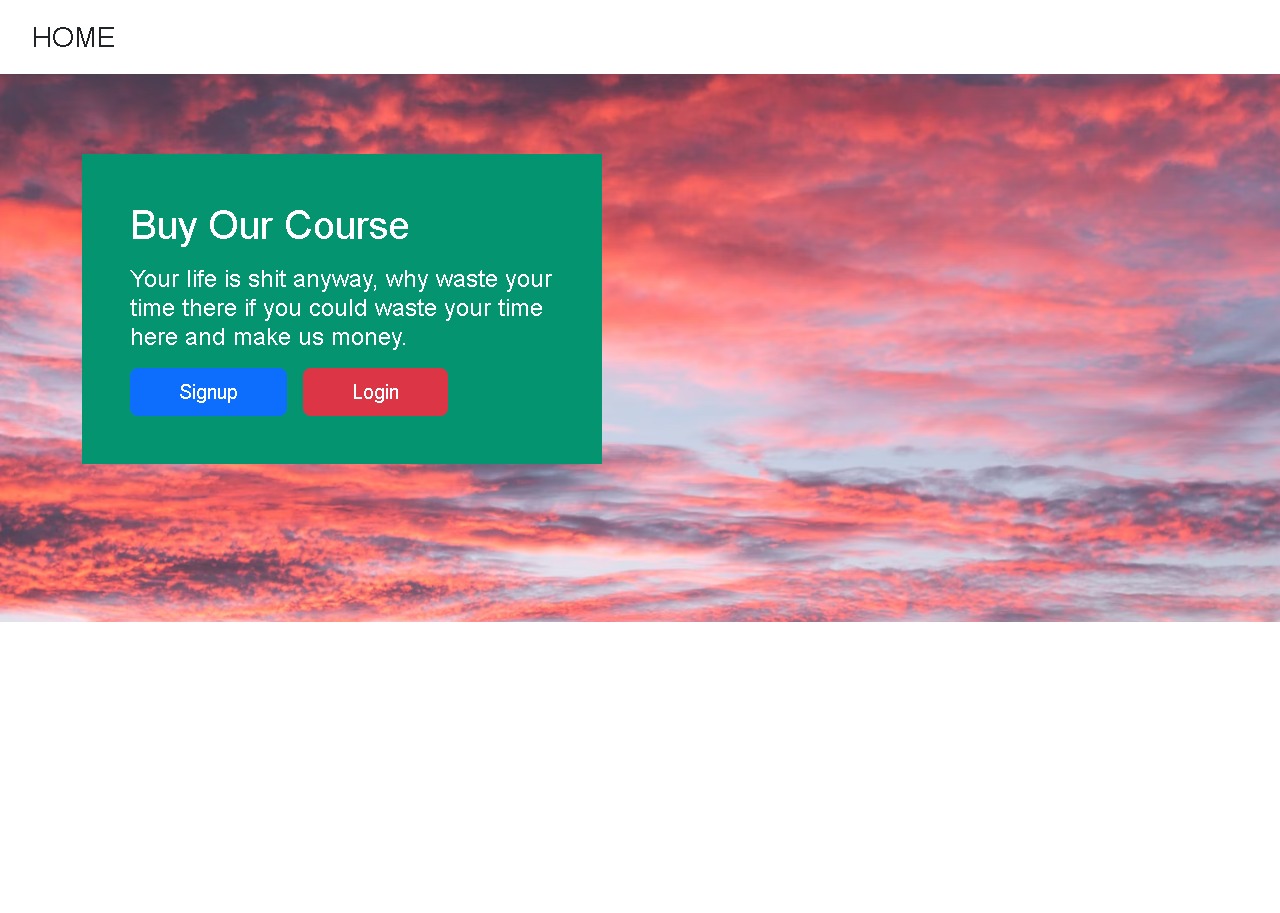 HOME
Buy Our Course
Your life is shit anyway, why waste your
time there if you could waste your time
here and make us money.
Signup
Login